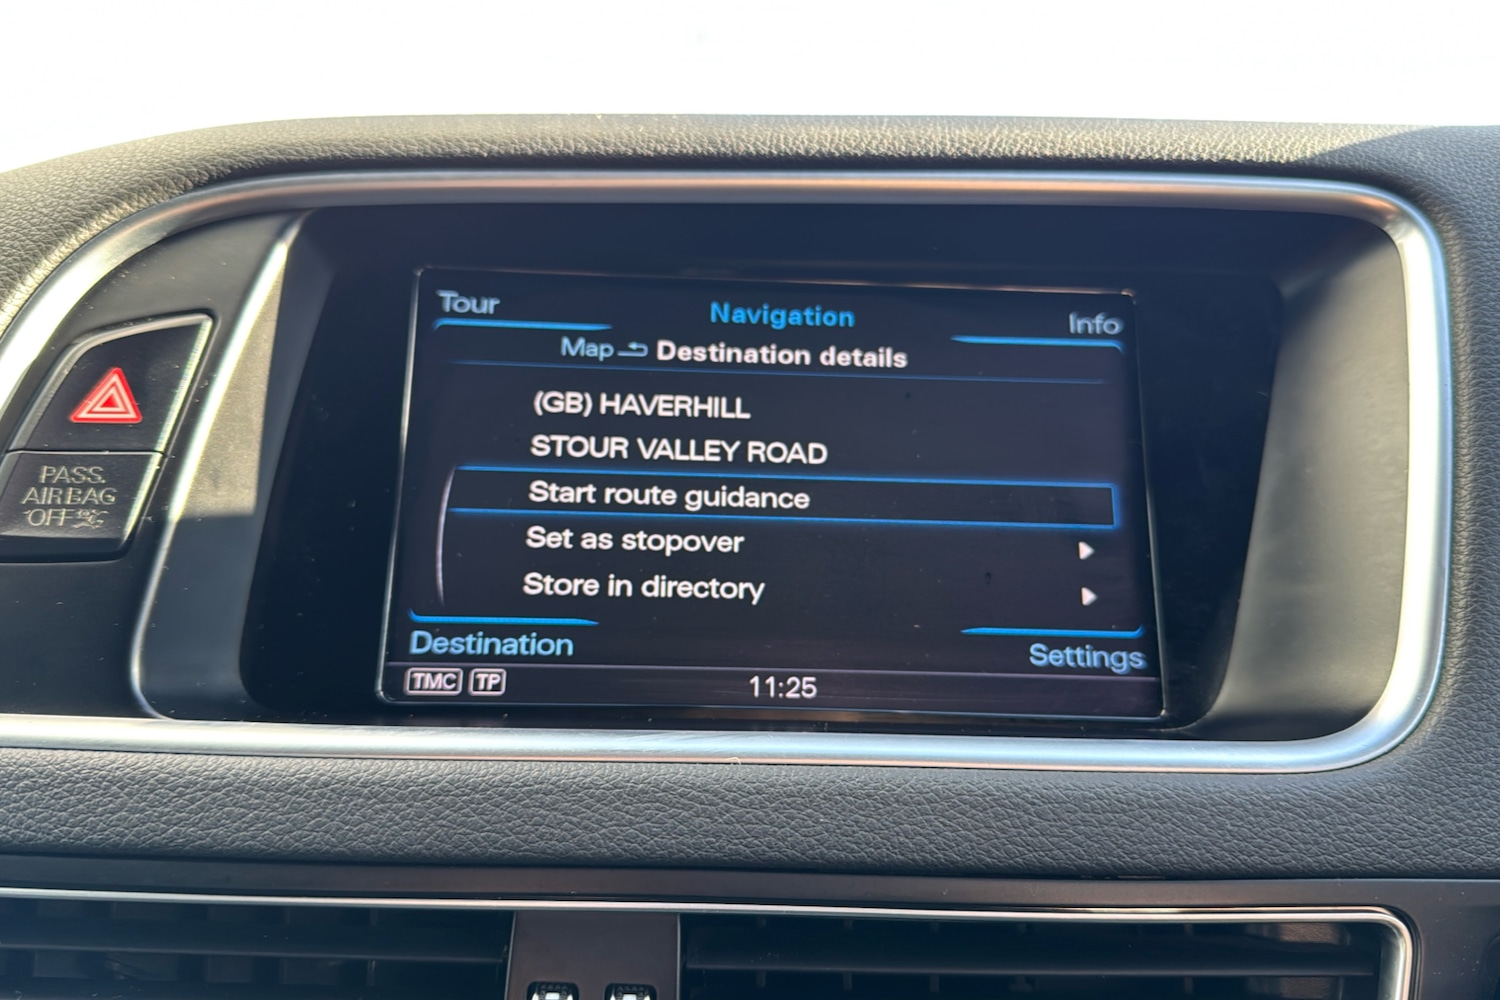 Tour
Navigation
Info
Map Destination details
(GB) HAVERHILL
STOUR VALLEY ROAD
Start route guidance
Set as stopover
Store in directory
Destination
Settings
TMC TP
11:25
PASS.
AIRBAG
OFF